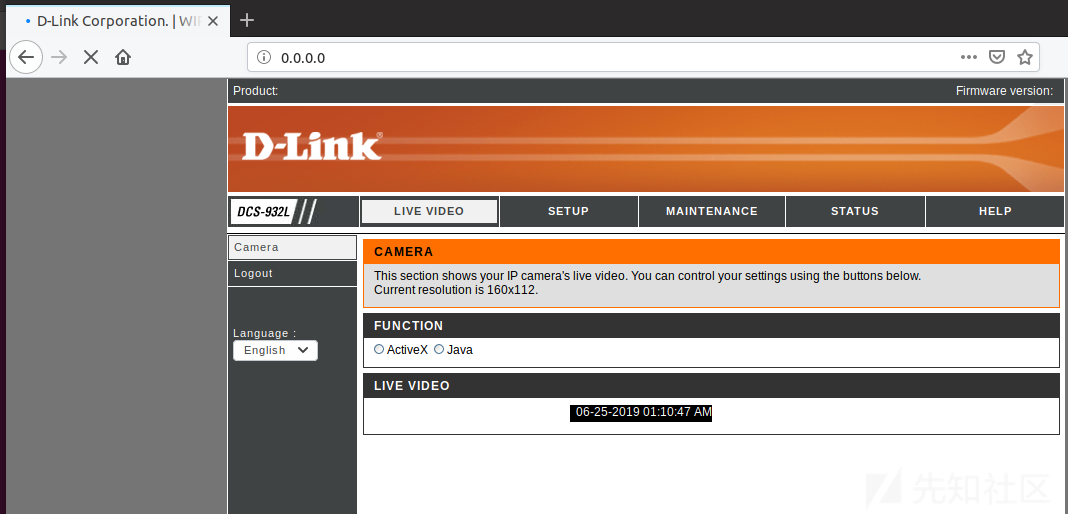 D-Link Corporation. | WIR
0.0.0.0
Product: Firmware version:
D-Link®
DCS-932L LIVE VIDEO SETUP MAINTENANCE STATUS HELP
Camera
Logout
Language :
English
CAMERA
This section shows your IP camera's live video. You can control your settings using the buttons below.
Current resolution is 160x112.
FUNCTION
ActiveX Java
LIVE VIDEO
06-25-2019 01:10:47 AM
先知社区